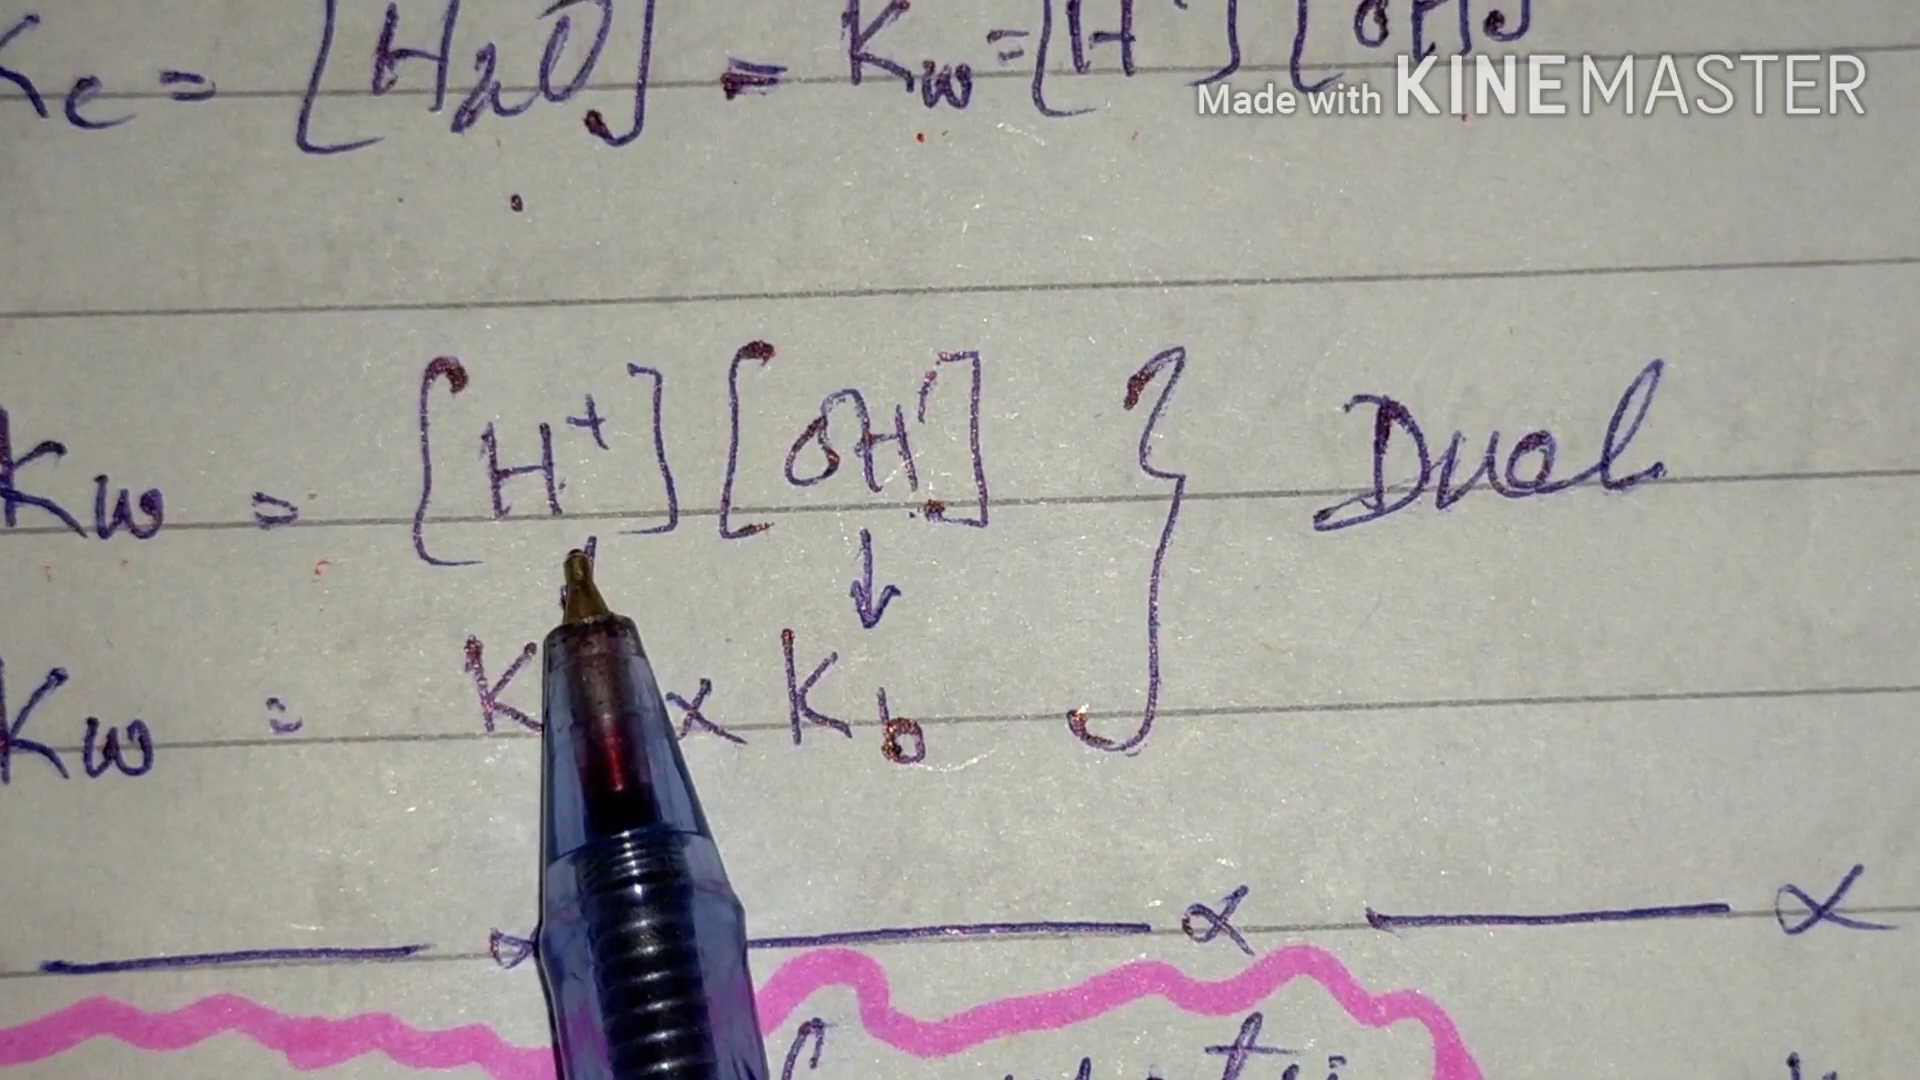 Kc = [H2O] = Kw = [H+] [OH-]
Made with KINEMASTER
Kw = [H+] [OH-] } Dual
Kw = K × Kb